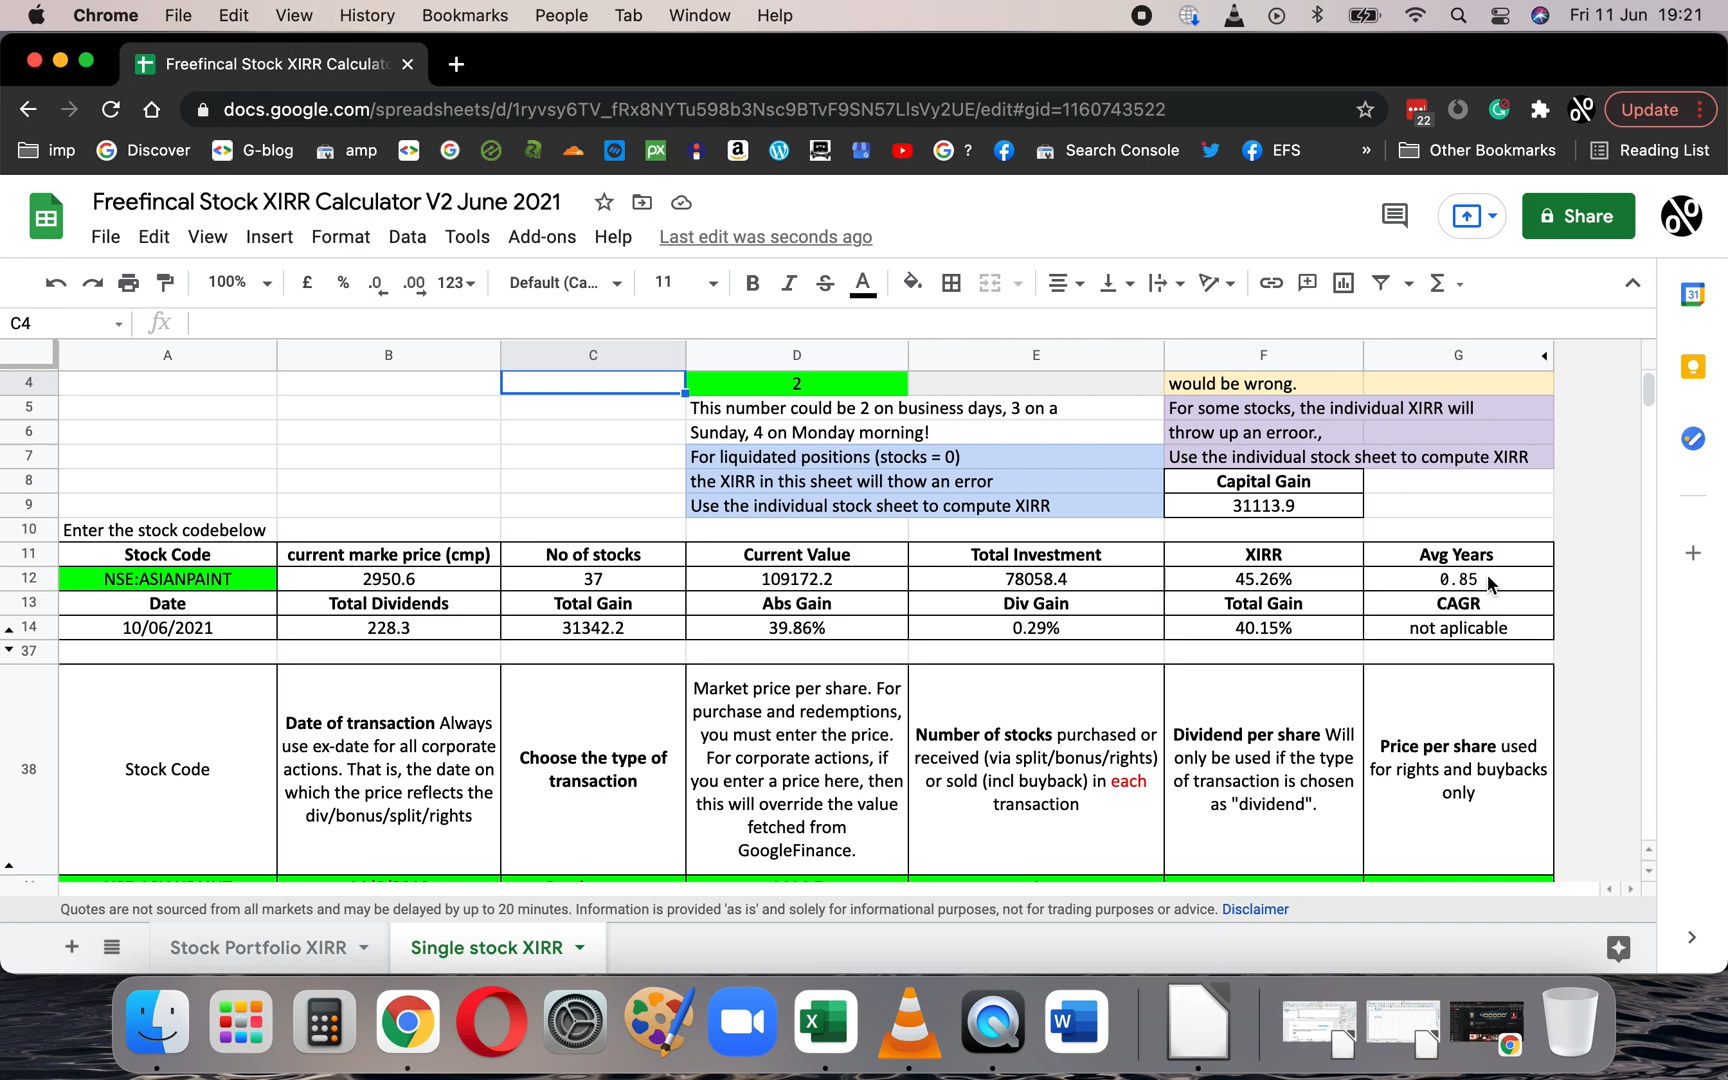 Chrome File Edit View History Bookmarks People Tab Window Help Fri 11 Jun 19:21
Freefincal Stock XIRR Calculat
docs.google.com/spreadsheets/d/1ryvsy6TV_fRx8NYTu598b3Nsc9BTvF9SN57LlsVy2UE/edit#gid=1160743522 22 Update
imp Discover G-blog amp ? Search Console EFS » Other Bookmarks Reading List
Freefincal Stock XIRR Calculator V2 June 2021
Share
File Edit View Insert Format Data Tools Add-ons Help Last edit was seconds ago
100% £ % .0 .00 123 Default (Ca... 11 B I S A
31
C4 fx
A B C D E F G
4 2 would be wrong.
5 This number could be 2 on business days, 3 on a For some stocks, the individual XIRR will
6 Sunday, 4 on Monday morning! throw up an erroor.,
7 For liquidated positions (stocks = 0) Use the individual stock sheet to compute XIRR
8 the XIRR in this sheet will thow an error Capital Gain
9 Use the individual stock sheet to compute XIRR 31113.9
10 Enter the stock codebelow
11 Stock Code current marke price (cmp) No of stocks Current Value Total Investment XIRR Avg Years
12 NSE:ASIANPAINT 2950.6 37 109172.2 78058.4 45.26% 0.85
13 Date Total Dividends Total Gain Abs Gain Div Gain Total Gain CAGR
14 10/06/2021 228.3 31342.2 39.86% 0.29% 40.15% not aplicable
37
38
Stock Code
Date of transaction Always
use ex-date for all corporate
actions. That is, the date on
which the price reflects the
div/bonus/split/rights
Choose the type of
transaction
Market price per share. For
purchase and redemptions,
you must enter the price.
For corporate actions, if
you enter a price here, then
this will override the value
fetched from
GoogleFinance.
Number of stocks purchased or
received (via split/bonus/rights)
or sold (incl buyback) in each
transaction
Dividend per share Will
only be used if the type
of transaction is chosen
as "dividend".
Price per share used
for rights and buybacks
only
Quotes are not sourced from all markets and may be delayed by up to 20 minutes. Information is provided 'as is' and solely for informational purposes, not for trading purposes or advice. Disclaimer
Stock Portfolio XIRR Single stock XIRR